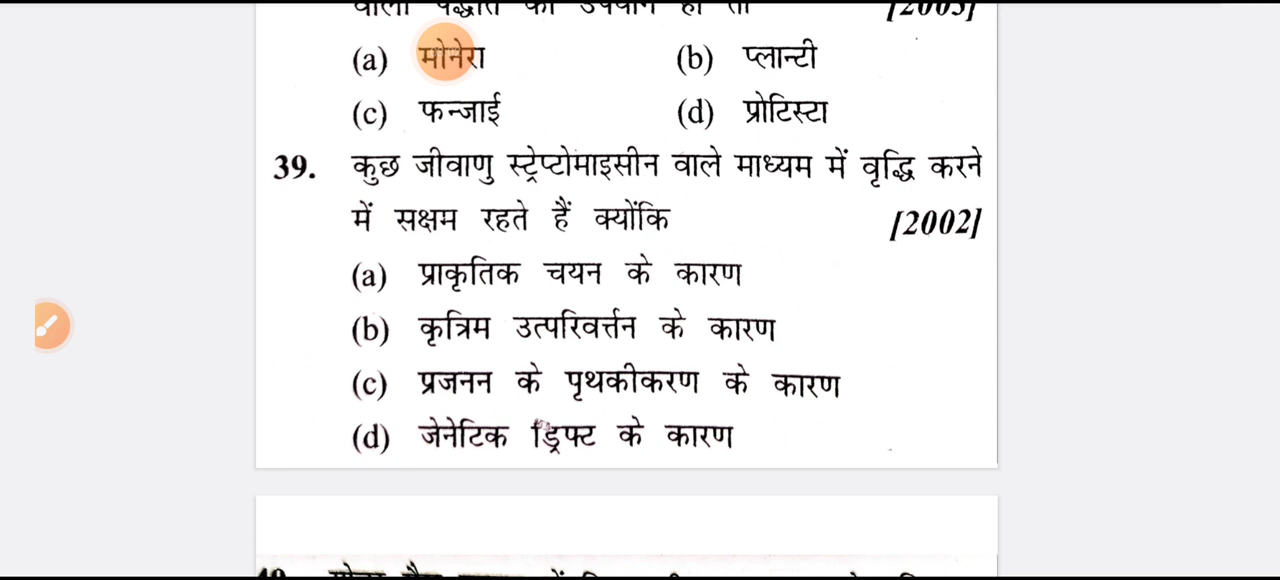 [2003]
(a) मोनेरा (b) प्लान्टी
(c) फन्जाई (d) प्रोटिस्टा
39. कुछ जीवाणु स्ट्रेप्टोमाइसीन वाले माध्यम में वृद्धि करने
में सक्षम रहते हैं क्योंकि [2002]
(a) प्राकृतिक चयन के कारण
(b) कृत्रिम उत्परिवर्त्तन के कारण
(c) प्रजनन के पृथकीकरण के कारण
(d) जेनेटिक ड्रिफ्ट के कारण